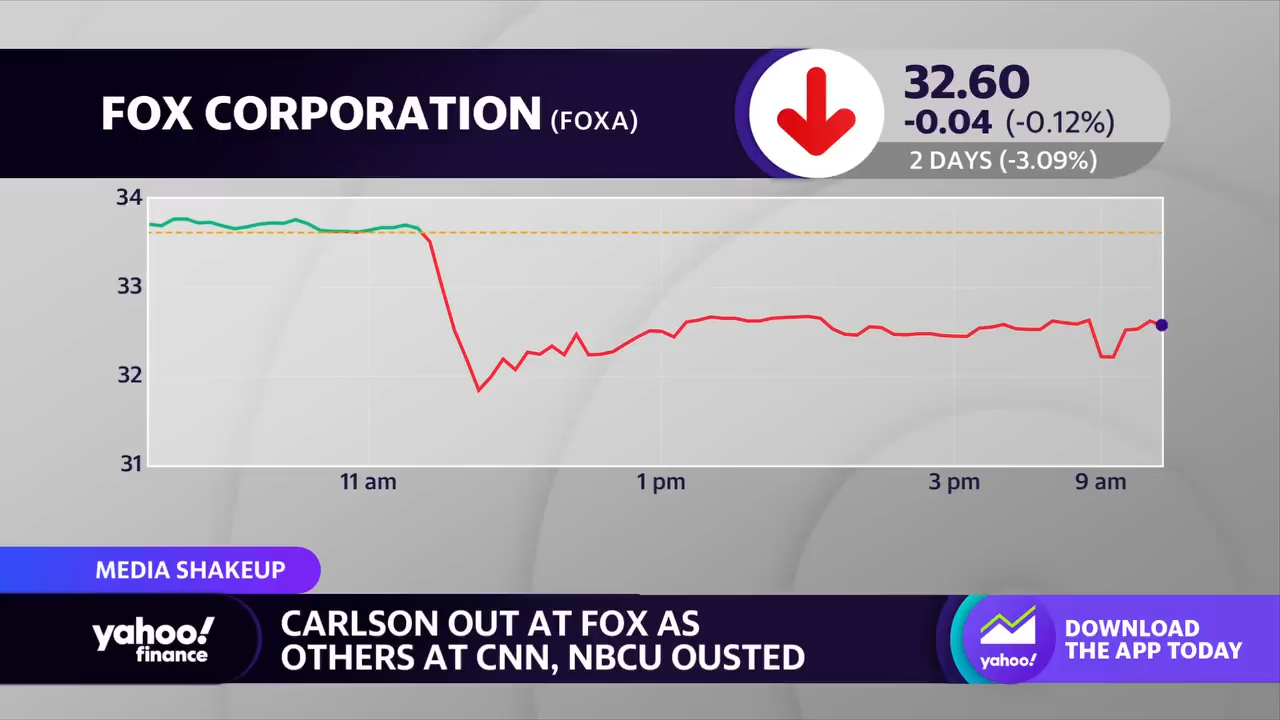 FOX CORPORATION (FOXA)
32.60
-0.04 (-0.12%)
2 DAYS (-3.09%)
34
33
32
31
11 am
1 pm
3 pm
9 am
MEDIA SHAKEUP
yahoo!
finance
CARLSON OUT AT FOX AS
OTHERS AT CNN, NBCU OUSTED
yahoo!
DOWNLOAD
THE APP TODAY